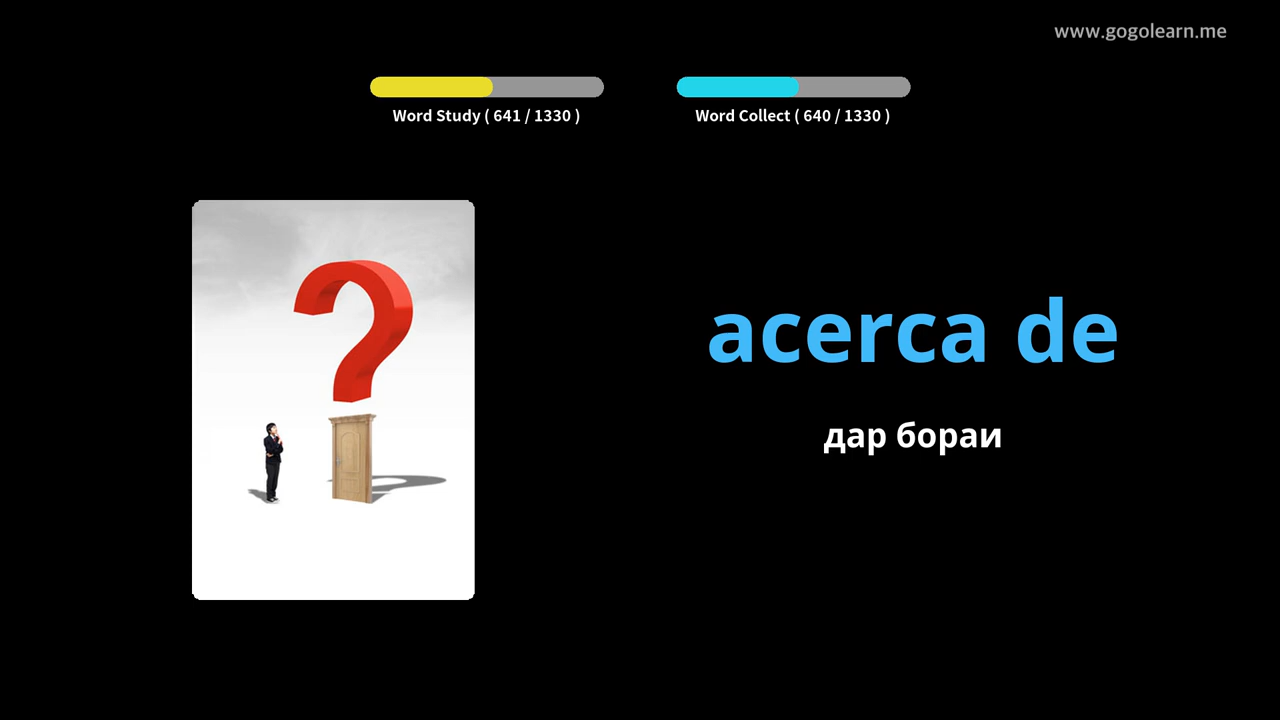 www.gogolearn.me
Word Study ( 641 / 1330 )
Word Collect ( 640 / 1330 )
acerca de
дар бораи